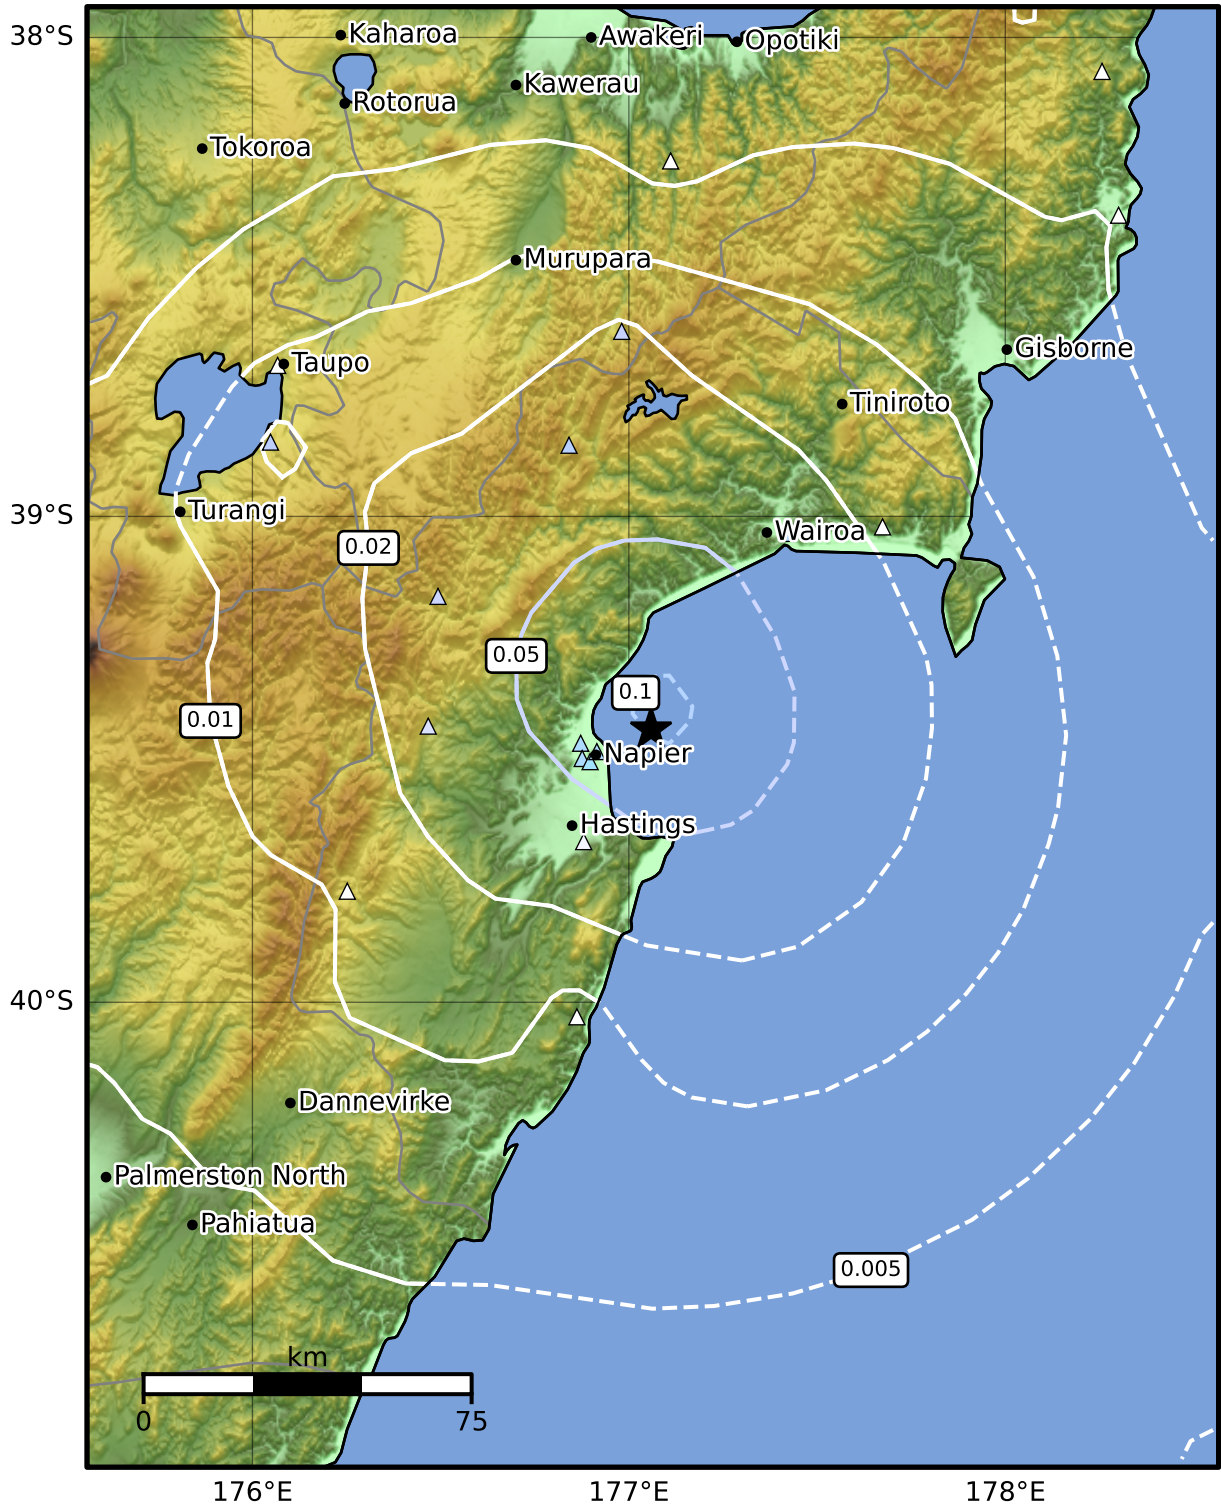 38°S
Kaharoa
Awakeri
Opotiki
Kawerau
Rotorua
Tokoroa
Murupara
Gisborne
Taupo
Tiniroto
39°S
Turangi
Wairoa
0.02
0.05
0.1
0.01
Napier
Hastings
40°S
Dannevirke
Palmerston North
Pahiatua
0.005
km
0
75
176°E
177°E
178°E